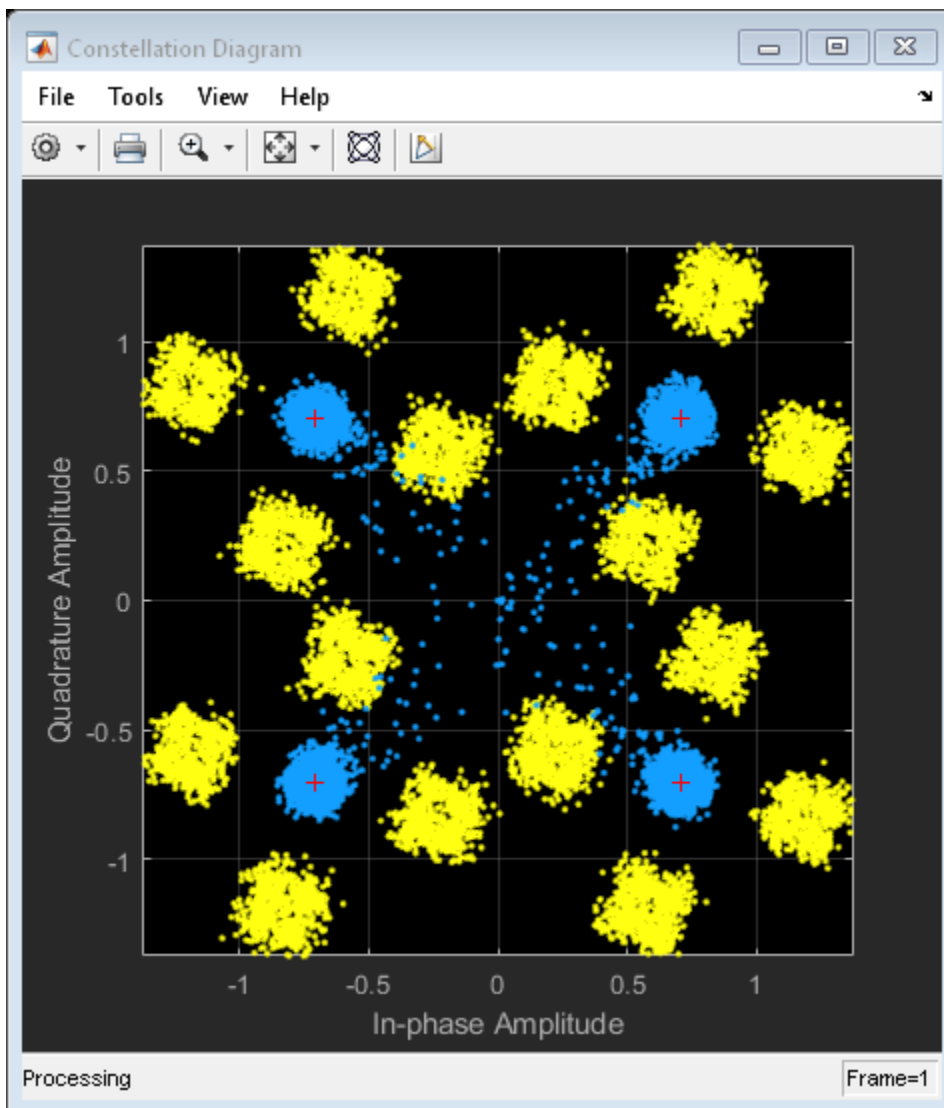 Constellation Diagram
File Tools View Help
1
0.5
0
-0.5
-1
Quadrature Amplitude
-1 -0.5 0 0.5 1
In-phase Amplitude
Processing Frame=1